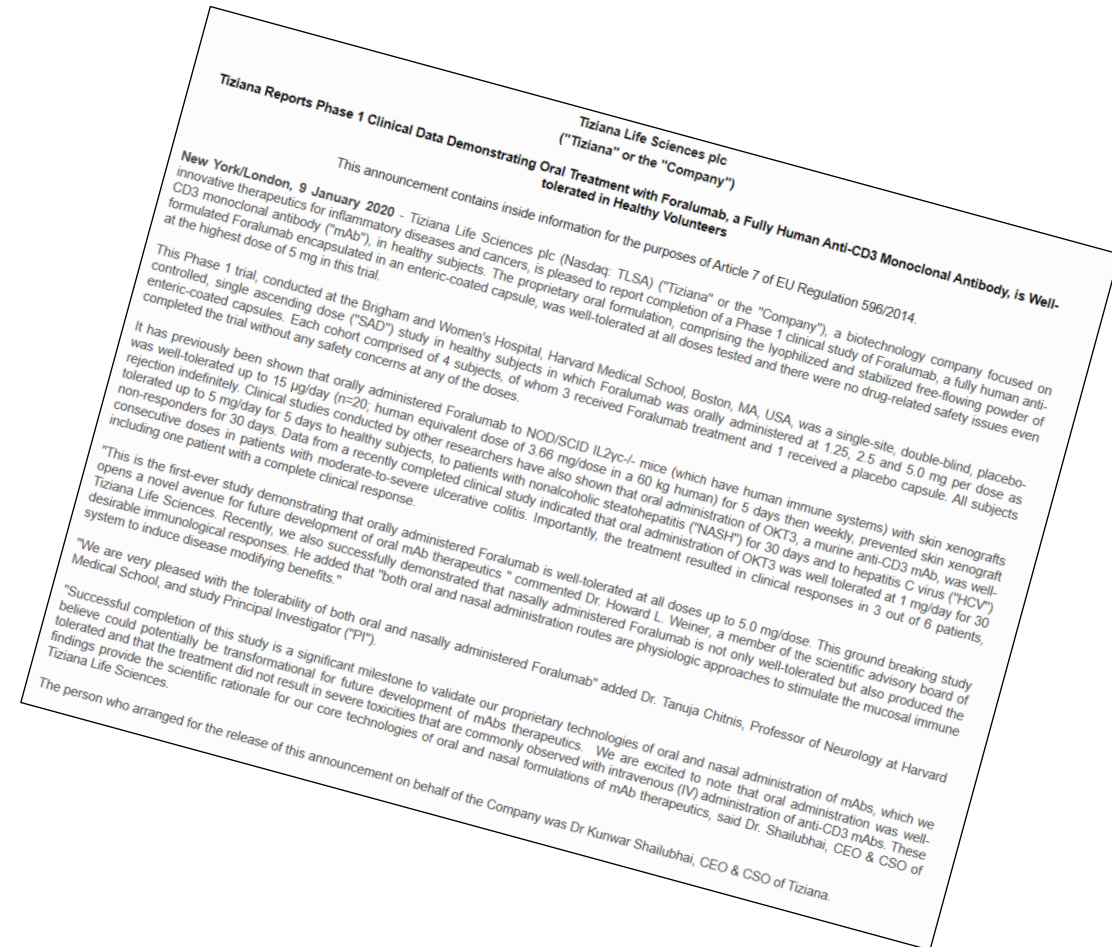 Tiziana Life Sciences plc
("Tiziana" or the "Company")
Tiziana Reports Phase 1 Clinical Data Demonstrating Oral Treatment with Foralumab, a Fully Human Anti-CD3 Monoclonal Antibody, is Well-
tolerated in Healthy Volunteers
This announcement contains inside information for the purposes of Article 7 of EU Regulation 596/2014.
New York/London, 9 January 2020 - Tiziana Life Sciences plc (Nasdaq: TLSA) ("Tiziana" or the "Company"), a biotechnology company focused on
innovative therapeutics for inflammatory diseases and cancers, is pleased to report completion of a Phase 1 clinical study of Foralumab, a fully human anti-
CD3 monoclonal antibody ("mAb"), in healthy subjects. The proprietary oral formulation, comprising the lyophilized and stabilized free-flowing powder of
formulated Foralumab encapsulated in an enteric-coated capsule, was well-tolerated at all doses tested and there were no drug-related safety issues even
at the highest dose of 5 mg in this trial.
This Phase 1 trial, conducted at the Brigham and Women's Hospital, Harvard Medical School, Boston, MA, USA, was a single-site, double-blind, placebo-
controlled, single ascending dose ("SAD") study in healthy subjects in which Foralumab was orally administered at 1.25, 2.5 and 5.0 mg per dose as
enteric-coated capsules. Each cohort comprised of 4 subjects, of whom 3 received Foralumab treatment and 1 received a placebo capsule. All subjects
completed the trial without any safety concerns at any of the doses.
It has previously been shown that orally administered Foralumab to NOD/SCID IL2γc-/- mice (which have human immune systems) with skin xenografts
was well-tolerated up to 15 μg/day (n=20; human equivalent dose of 3.66 mg/dose in a 60 kg human) for 5 days then weekly, prevented skin xenograft
rejection indefinitely. Clinical studies conducted by other researchers have also shown that oral administration of OKT3, a murine anti-CD3 mAb, was well-
tolerated up to 5 mg/day for 5 days to healthy subjects, to patients with nonalcoholic steatohepatitis ("NASH") for 30 days and to hepatitis C virus ("HCV")
non-responders for 30 days. Data from a recently completed clinical study indicated that oral administration of OKT3 was well tolerated at 1 mg/day for 30
consecutive doses in patients with moderate-to-severe ulcerative colitis. Importantly, the treatment resulted in clinical responses in 3 out of 6 patients,
including one patient with a complete clinical response.
"This is the first-ever study demonstrating that orally administered Foralumab is well-tolerated at all doses up to 5.0 mg/dose. This ground breaking study
opens a novel avenue for future development of oral mAb therapeutics " commented Dr. Howard L. Weiner, a member of the scientific advisory board of
Tiziana Life Sciences. Recently, we also successfully demonstrated that nasally administered Foralumab is not only well-tolerated but also produced the
desirable immunological responses. He added that "both oral and nasal administration routes are physiologic approaches to stimulate the mucosal immune
system to induce disease modifying benefits."
"We are very pleased with the tolerability of both oral and nasally administered Foralumab" added Dr. Tanuja Chitnis, Professor of Neurology at Harvard
Medical School, and study Principal Investigator ("PI").
"Successful completion of this study is a significant milestone to validate our proprietary technologies of oral and nasal administration of mAbs, which we
believe could potentially be transformational for future development of mAbs therapeutics. We are excited to note that oral administration was well-
tolerated and that the treatment did not result in severe toxicities that are commonly observed with intravenous (IV) administration of anti-CD3 mAbs. These
findings provide the scientific rationale for our core technologies of oral and nasal formulations of mAb therapeutics, said Dr. Shailubhai, CEO & CSO of
Tiziana Life Sciences.
The person who arranged for the release of this announcement on behalf of the Company was Dr Kunwar Shailubhai, CEO & CSO of Tiziana.